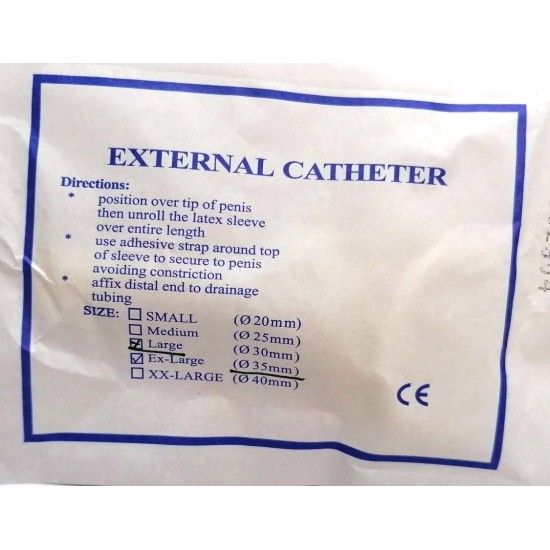 EXTERNAL CATHETER
Directions:
* position over tip of penis
then unroll the latex sleeve
over entire length
* use adhesive strap around top
of sleeve to secure to penis
avoiding constriction
* affix distal end to drainage
tubing
SIZE: ☐ SMALL (Ø 20mm)
☐ Medium (Ø 25mm)
☑ Large (Ø 30mm)
☑ Ex-Large (Ø 35mm)
☐ XX-LARGE (Ø 40mm)
CE